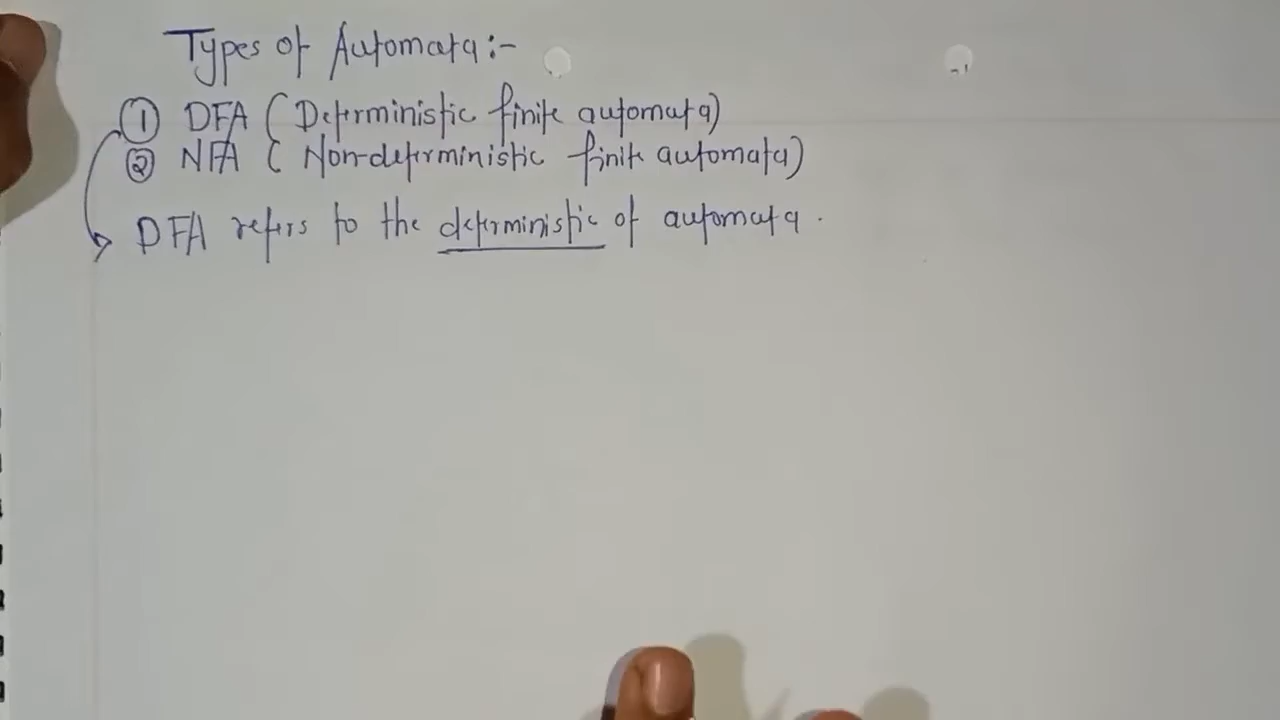 Types of Automata:-
① DFA (Deterministic finite automata)
② NFA (Non-deterministic finite automata)
DFA refers to the deterministic of automata.